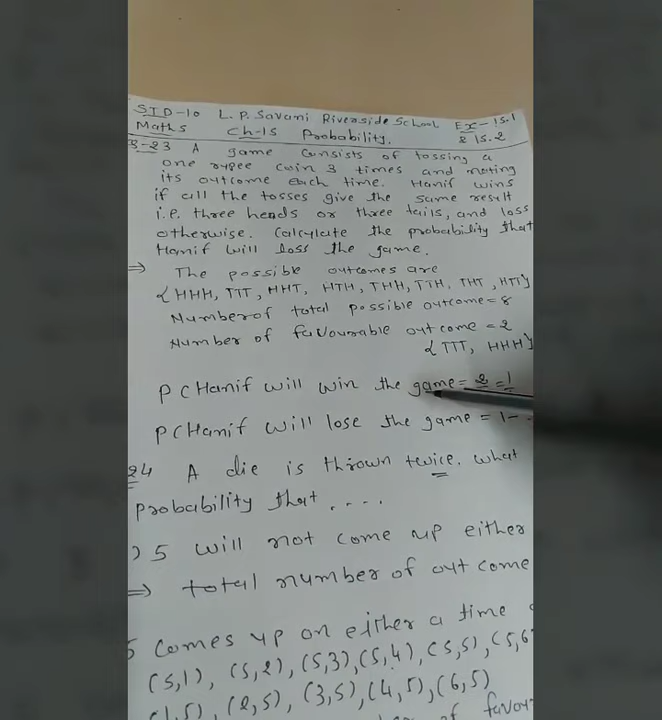 STD-10 L.P. Savani Riverside School Ex-15.1
Maths Ch-15 Probability. & 15.2
-23 A game consists of tossing a
one rupee coin 3 times and noting
its outcome each time. Hanif wins
if all the tosses give the same result
i.e. three heads or three tails, and loss
otherwise. Calculate the probability that
Hanif will loss the game.
⇒ The possible outcomes are
{HHH, TTT, HHT, HTH, THH, TTH, THT, HTT}
Number of total possible outcome = 8
Number of favourable outcome = 2
{TTT, HHH}
P(Hanif will win the game = 2 = 1
P(Hanif will lose the game = 1-
24 A die is thrown twice. What
probability that ....
) 5 will not come up either
⇒ total number of out come
5 comes up on either a time
(5,1), (5,2), (5,3), (5,4), (5,5), (5,6
(1,5), (2,5), (3,5), (4,5), (6,5)
of favou